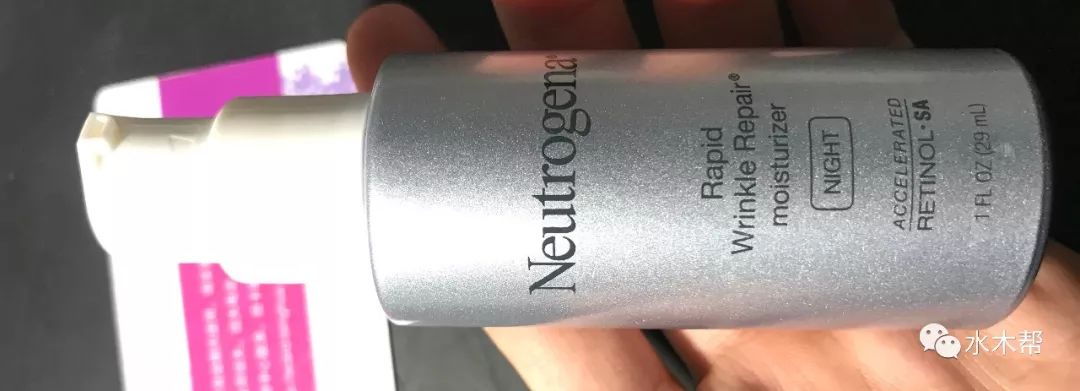 Neutrogena®
Rapid
Wrinkle Repair®
moisturizer
NIGHT
ACCELERATED
RETINOL·SA
1 FL OZ (29 mL)
水木帮